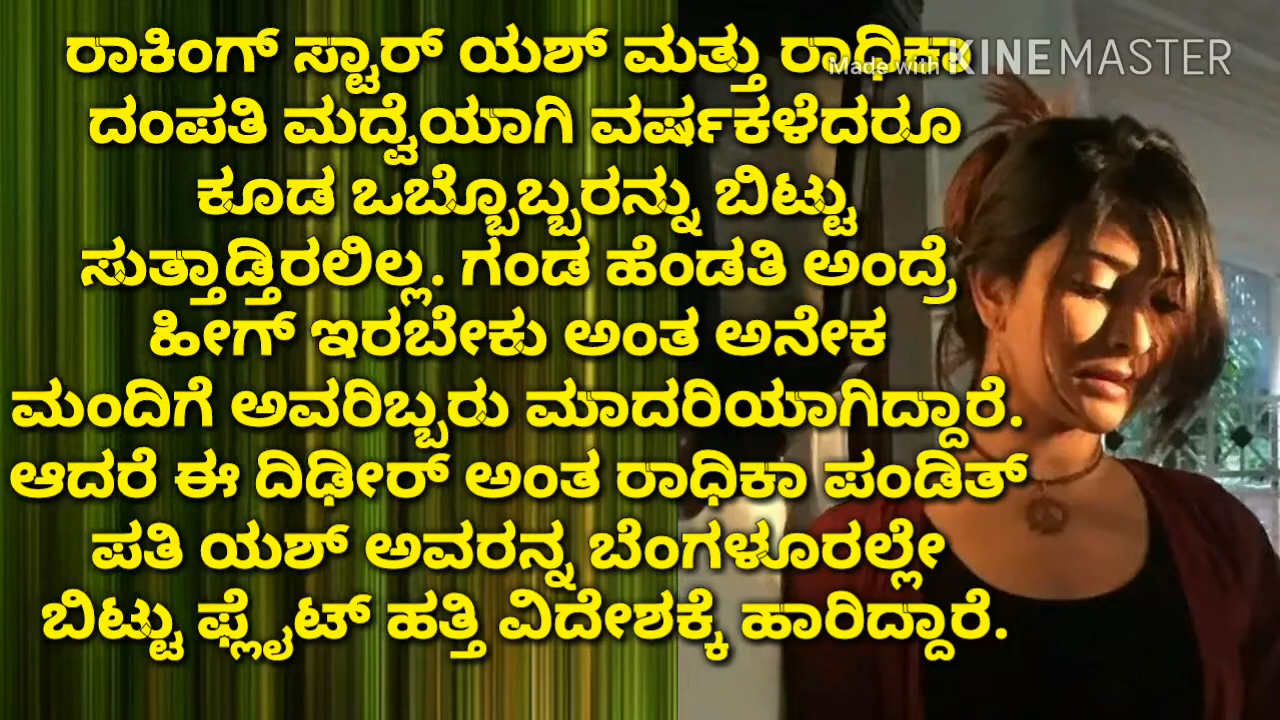 ರಾಕಿಂಗ್ ಸ್ಟಾರ್ ಯಶ್ ಮತ್ತು ರಾಧಿಕಾ
Made with KINEMASTER
ದಂಪತಿ ಮದ್ವೆಯಾಗಿ ವರ್ಷಕಳೆದರೂ
ಕೂಡ ಒಬ್ಬೊಬ್ಬರನ್ನು ಬಿಟ್ಟು
ಸುತ್ತಾಡ್ತಿರಲಿಲ್ಲ. ಗಂಡ ಹೆಂಡತಿ ಅಂದ್ರೆ
ಹೀಗ್ ಇರಬೇಕು ಅಂತ ಅನೇಕ
ಮಂದಿಗೆ ಅವರಿಬ್ಬರು ಮಾದರಿಯಾಗಿದ್ದಾರೆ.
ಆದರೆ ಈ ದಿಢೀರ್ ಅಂತ ರಾಧಿಕಾ ಪಂಡಿತ್
ಪತಿ ಯಶ್ ಅವರನ್ನ ಬೆಂಗಳೂರಲ್ಲೇ
ಬಿಟ್ಟು ಫ್ಲೈಟ್ ಹತ್ತಿ ವಿದೇಶಕ್ಕೆ ಹಾರಿದ್ದಾರೆ.